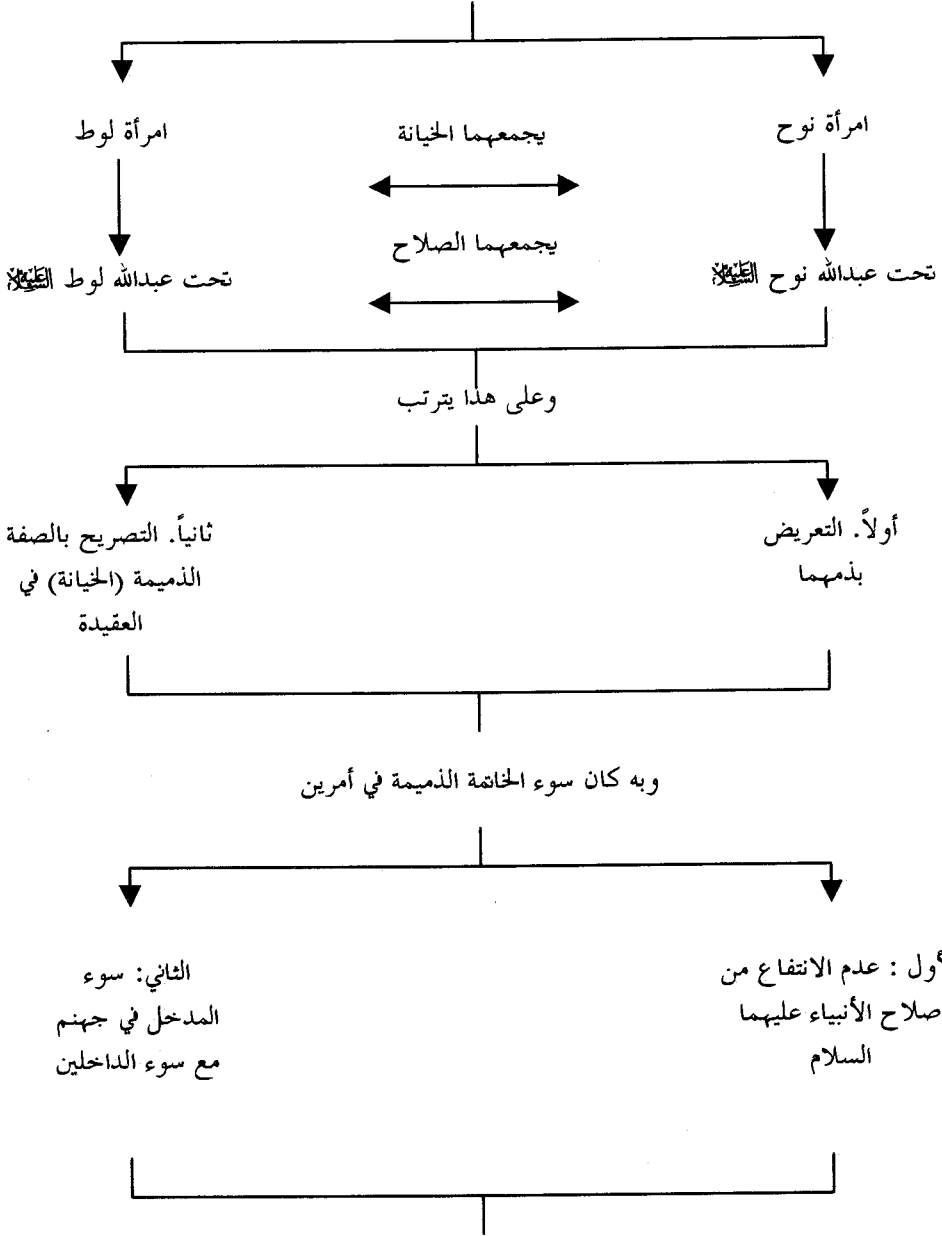 امرأة نوح
يجمعهما الخيانة
امرأة لوط
يجمعهما الصلاح
تحت عبدالله نوح عليه السلام
تحت عبدالله لوط عليه السلام
وعلى هذا يترتب
أولاً. التعريض
بذمهما
ثانياً. التصريح بالصفة
الذميمة (الخيانة) في
العقيدة
وبه كان سوء الخاتمة الذميمة في أمرين
أول : عدم الانتفاع من
صلاح الأنبياء عليهما
السلام
الثاني: سوء
المدخل في جهنم
مع سوء الداخلين